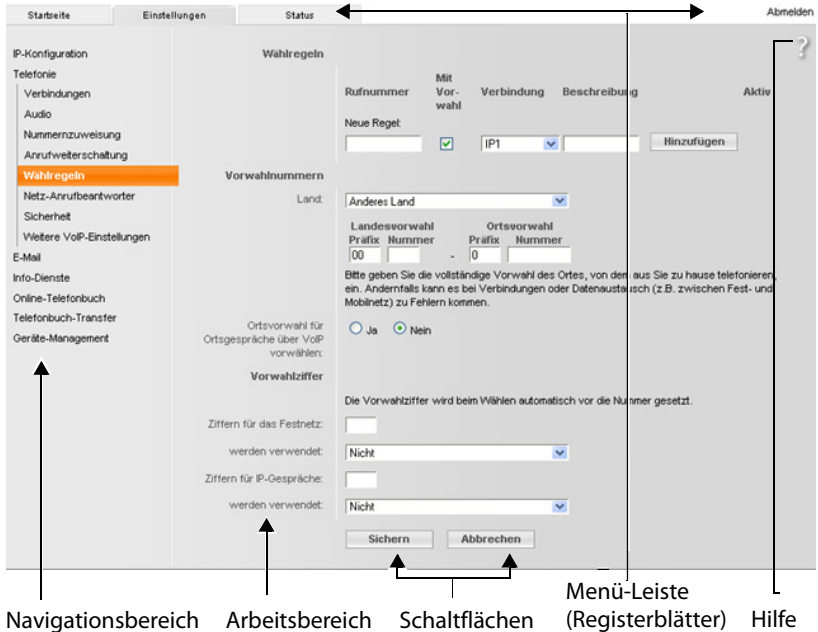 Startseite Einstellungen Status Abmelden
IP-Konfiguration
Telefonie
Verbindungen
Audio
Nummernzuweisung
Anrufweiterschaltung
Wählregeln
Netz-Anrufbeantworter
Sicherheit
Weitere VoIP-Einstellungen
E-Mail
Info-Dienste
Online-Telefonbuch
Telefonbuch-Transfer
Geräte-Management
Wählregeln
?
Rufnummer Mit Vor- wahl Verbindung Beschreibung Aktiv
Neue Regel:
IP1 Hinzufügen
Vorwahlnummern
Land: Anderes Land
Landesvorwahl Ortsvorwahl
Präfix Nummer Präfix Nummer
00 - 0
Bitte geben Sie die vollständige Vorwahl des Ortes, von dem aus Sie zu hause telefonieren,
ein. Andernfalls kann es bei Verbindungen oder Datenaustausch (z.B. zwischen Fest- und
Mobilnetz) zu Fehlern kommen.
Ortsvorwahl für
Ortsgespräche über VoIP
vorwählen:
Ja Nein
Vorwahlziffer
Die Vorwahlziffer wird beim Wählen automatisch vor die Nummer gesetzt.
Ziffern für das Festnetz:
werden verwendet: Nicht
Ziffern für IP-Gespräche:
werden verwendet: Nicht
Sichern Abbrechen
Navigationsbereich Arbeitsbereich Schaltflächen Menü-Leiste
(Registerblätter) Hilfe